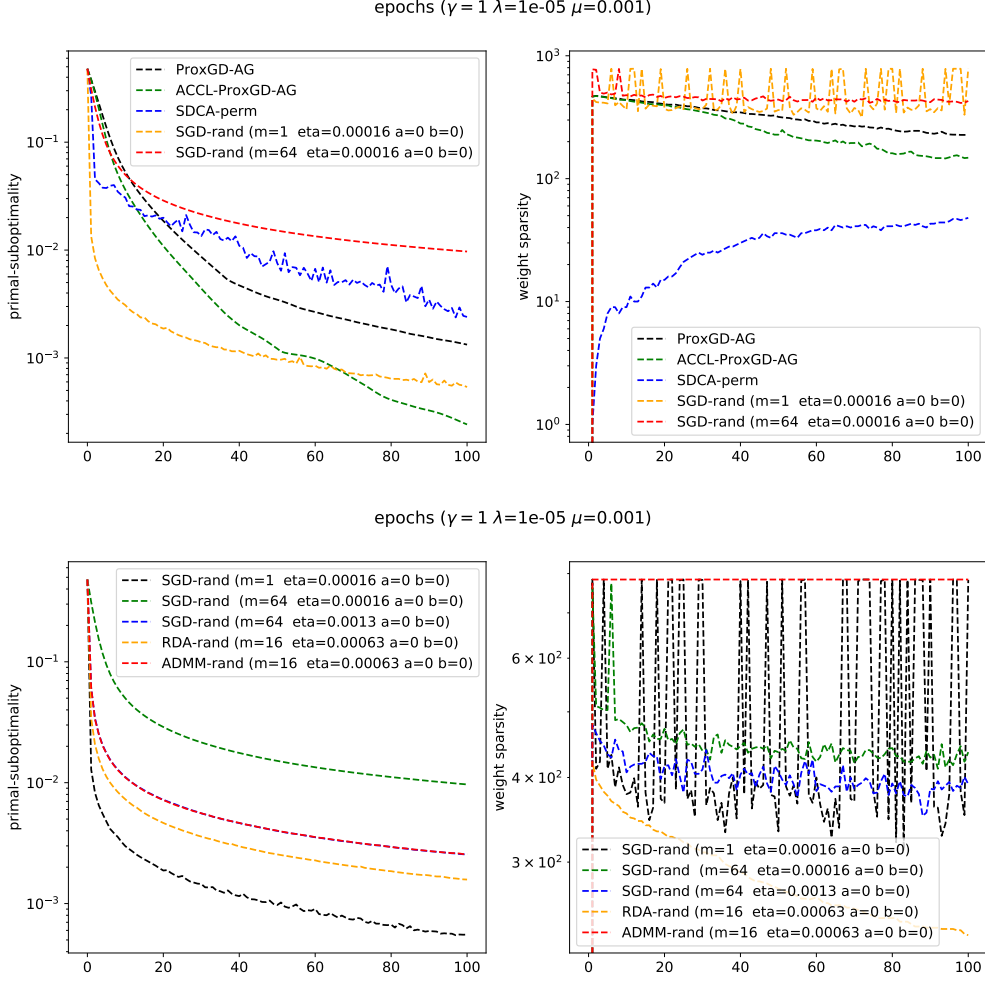 epochs (γ = 1 λ=1e-05 μ=0.001)
primal-suboptimality
10⁻¹
10⁻²
10⁻³
0 20 40 60 80 100
ProxGD-AG
ACCL-ProxGD-AG
SDCA-perm
SGD-rand (m=1  eta=0.00016 a=0 b=0)
SGD-rand (m=64  eta=0.00016 a=0 b=0)
weight sparsity
10³
10²
10¹
10⁰
0 20 40 60 80 100
ProxGD-AG
ACCL-ProxGD-AG
SDCA-perm
SGD-rand (m=1  eta=0.00016 a=0 b=0)
SGD-rand (m=64  eta=0.00016 a=0 b=0)
epochs (γ = 1 λ=1e-05 μ=0.001)
primal-suboptimality
10⁻¹
10⁻²
10⁻³
0 20 40 60 80 100
SGD-rand (m=1  eta=0.00016 a=0 b=0)
SGD-rand  (m=64  eta=0.00016 a=0 b=0)
SGD-rand (m=64  eta=0.0013 a=0 b=0)
RDA-rand (m=16  eta=0.00063 a=0 b=0)
ADMM-rand (m=16  eta=0.00063 a=0 b=0)
weight sparsity
6 × 10²
4 × 10²
3 × 10²
0 20 40 60 80 100
SGD-rand (m=1  eta=0.00016 a=0 b=0)
SGD-rand  (m=64  eta=0.00016 a=0 b=0)
SGD-rand (m=64  eta=0.0013 a=0 b=0)
RDA-rand (m=16  eta=0.00063 a=0 b=0)
ADMM-rand (m=16  eta=0.00063 a=0 b=0)